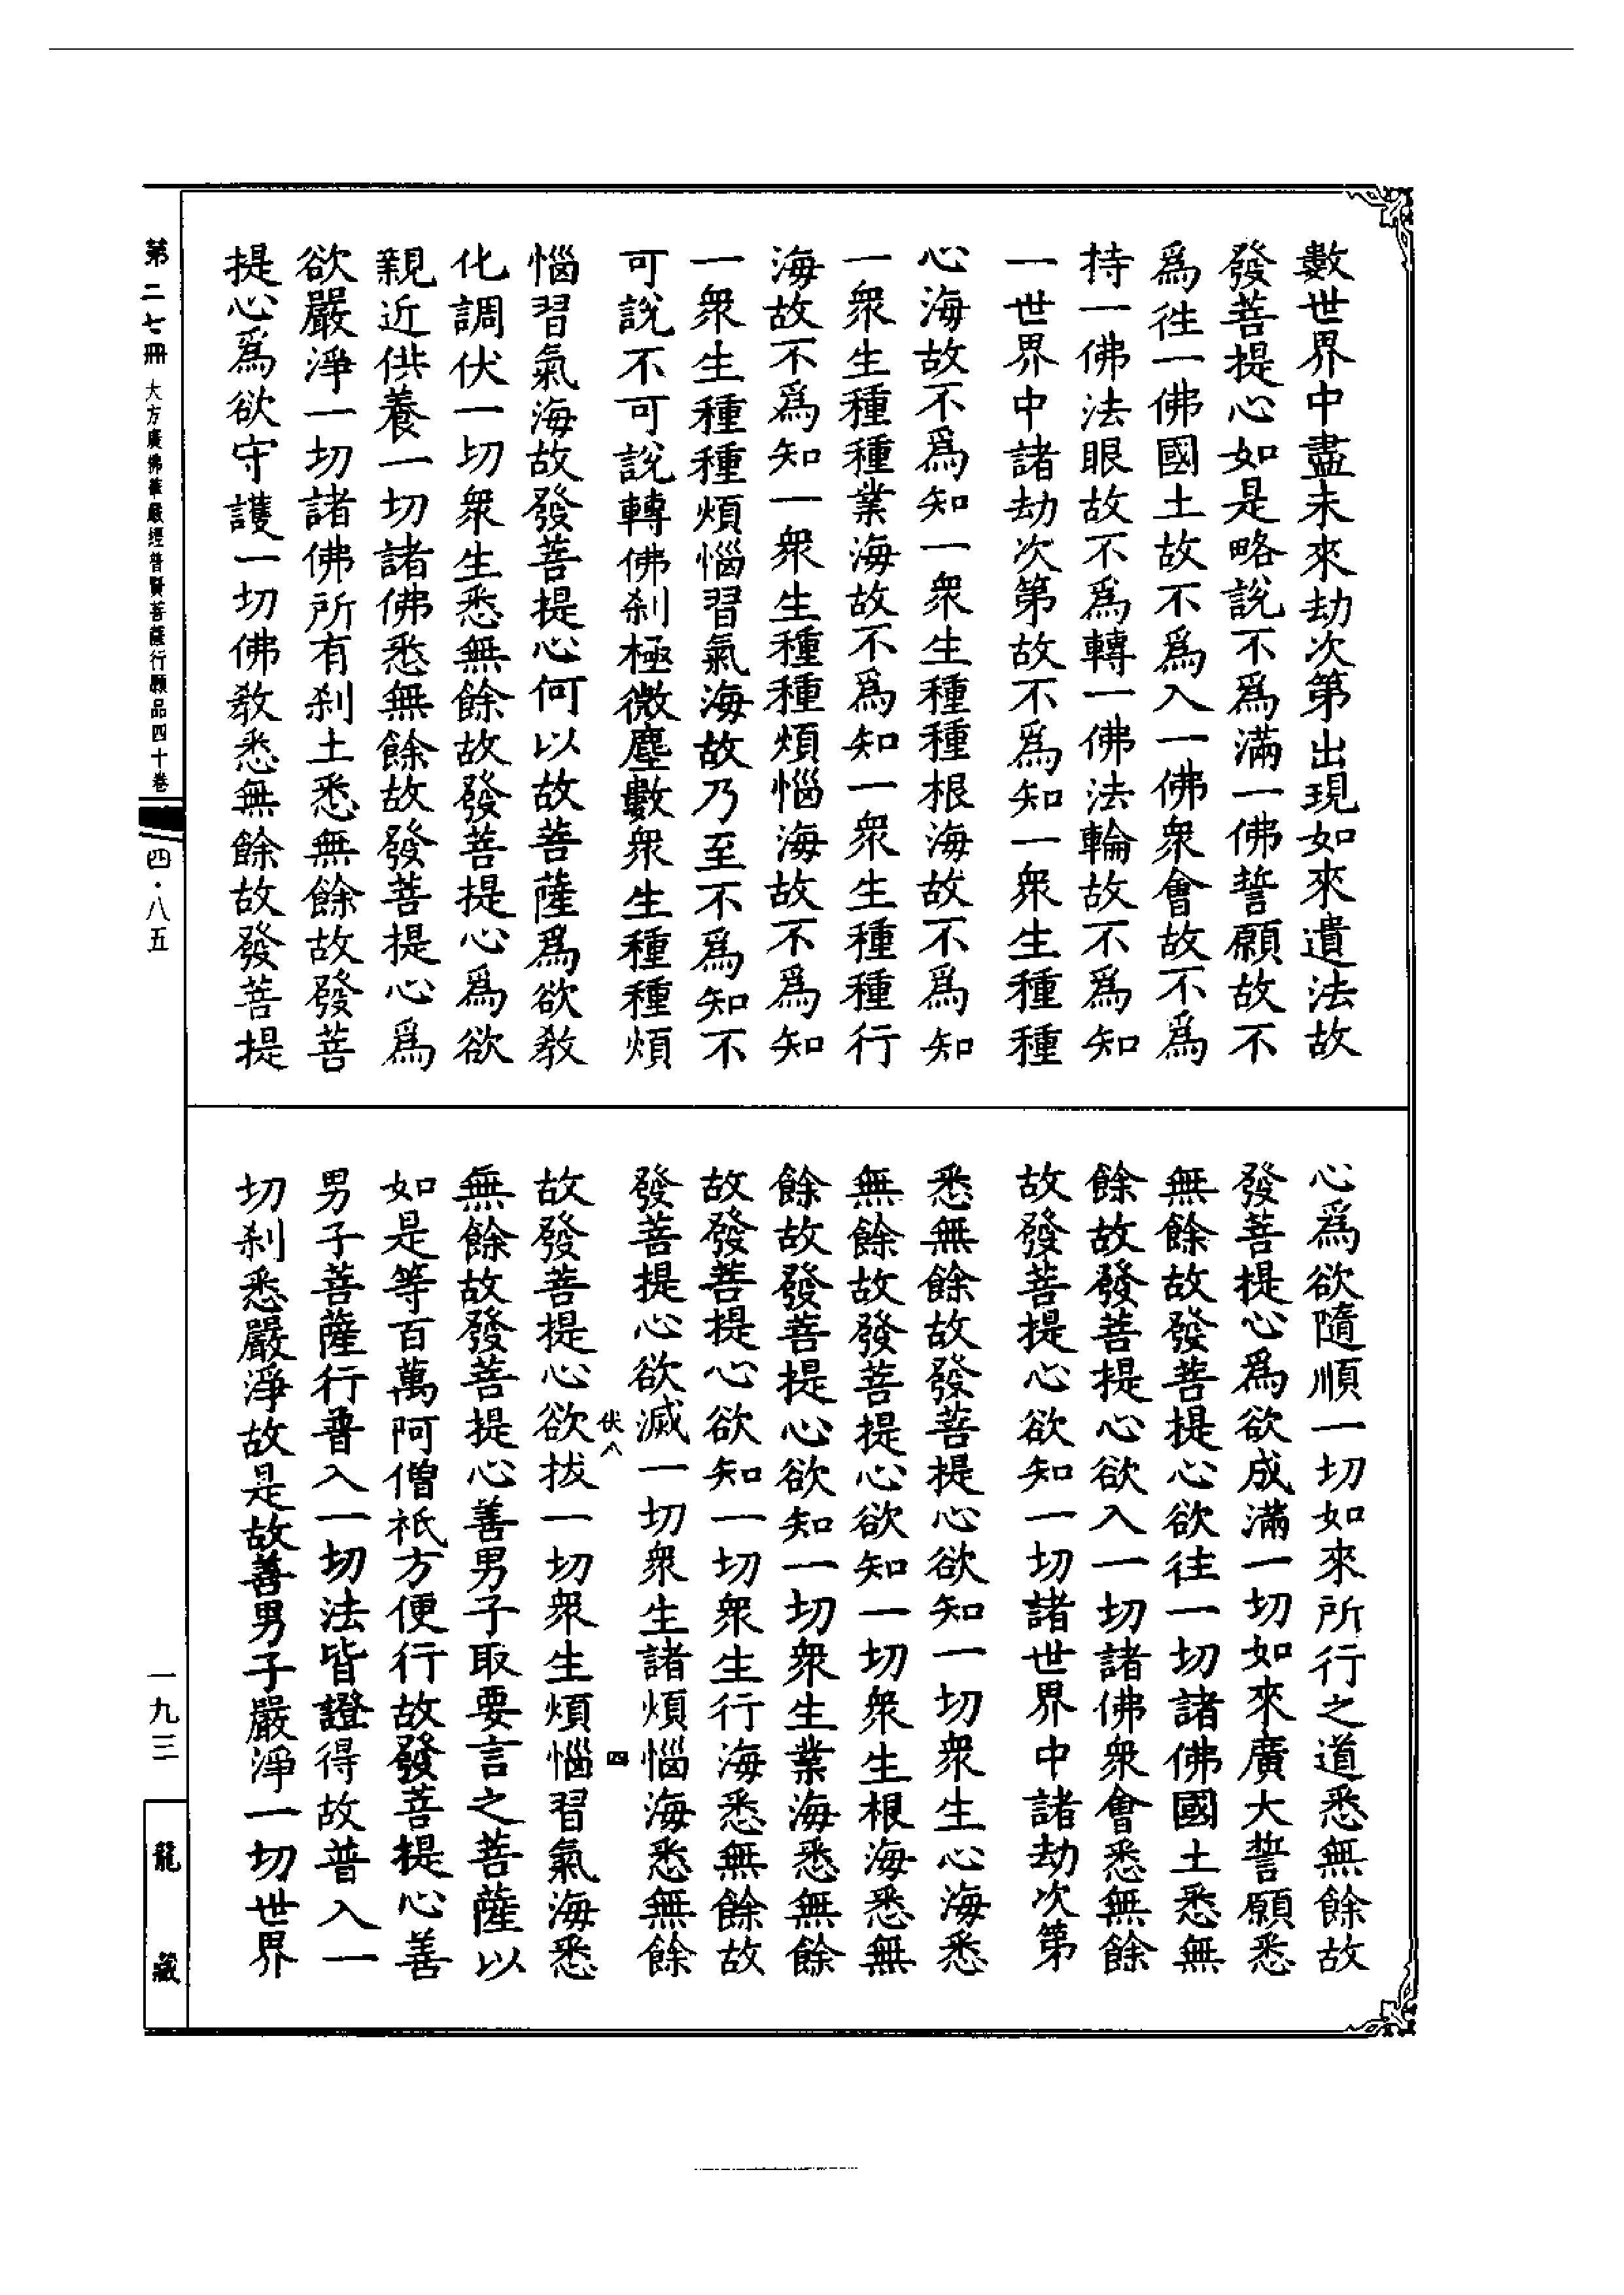 數世界中盡未來劫次第出現如來遺法故
發菩提心如是略說不爲滿一佛誓願故不
爲徃一佛國土故不爲入一佛衆會故不爲
持一佛法眼故不爲轉一佛法輪故不爲知
一世界中諸劫次第故不爲知一衆生種種
心海故不爲知一衆生種種根海故不爲知
一衆生種種業海故不爲知一衆生種種行
海故不爲知一衆生種種煩惱海故不爲知
一衆生種種煩惱習氣海故乃至不爲知不
可說不可說轉佛剎極微塵數衆生種種煩
惱習氣海故發菩提心何以故菩薩爲欲敎
化調伏一切衆生悉無餘故發菩提心爲欲
親近供養一切諸佛悉無餘故發菩提心爲
欲嚴淨一切諸佛所有剎土悉無餘故發菩
提心爲欲守護一切佛敎悉無餘故發菩提
心爲欲隨順一切如來所行之道悉無餘故
發菩提心爲欲成滿一切如來廣大誓願悉
無餘故發菩提心欲往一切諸佛國土悉無
餘故發菩提心欲入一切諸佛衆會悉無餘
故發菩提心欲知一切諸世界中諸劫次第
悉無餘故發菩提心欲知一切衆生心海悉
無餘故發菩提心欲知一切衆生根海悉無
餘故發菩提心欲知一切衆生業海悉無餘
故發菩提心欲知一切衆生行海悉無餘故
發菩提心欲滅一切衆生諸煩惱海悉無餘
伏八 四
故發菩提心欲拔一切衆生煩惱習氣海悉
無餘故發菩提心善男子取要言之菩薩以
如是等百萬阿僧祇方便行故發菩提心善
男子菩薩行普入一切法皆證得故普入一
切剎悉嚴淨故是故善男子嚴淨一切世界
第二七冊 大方廣佛華嚴經普賢菩薩行願品四十卷 四·八五
一九三
龍藏